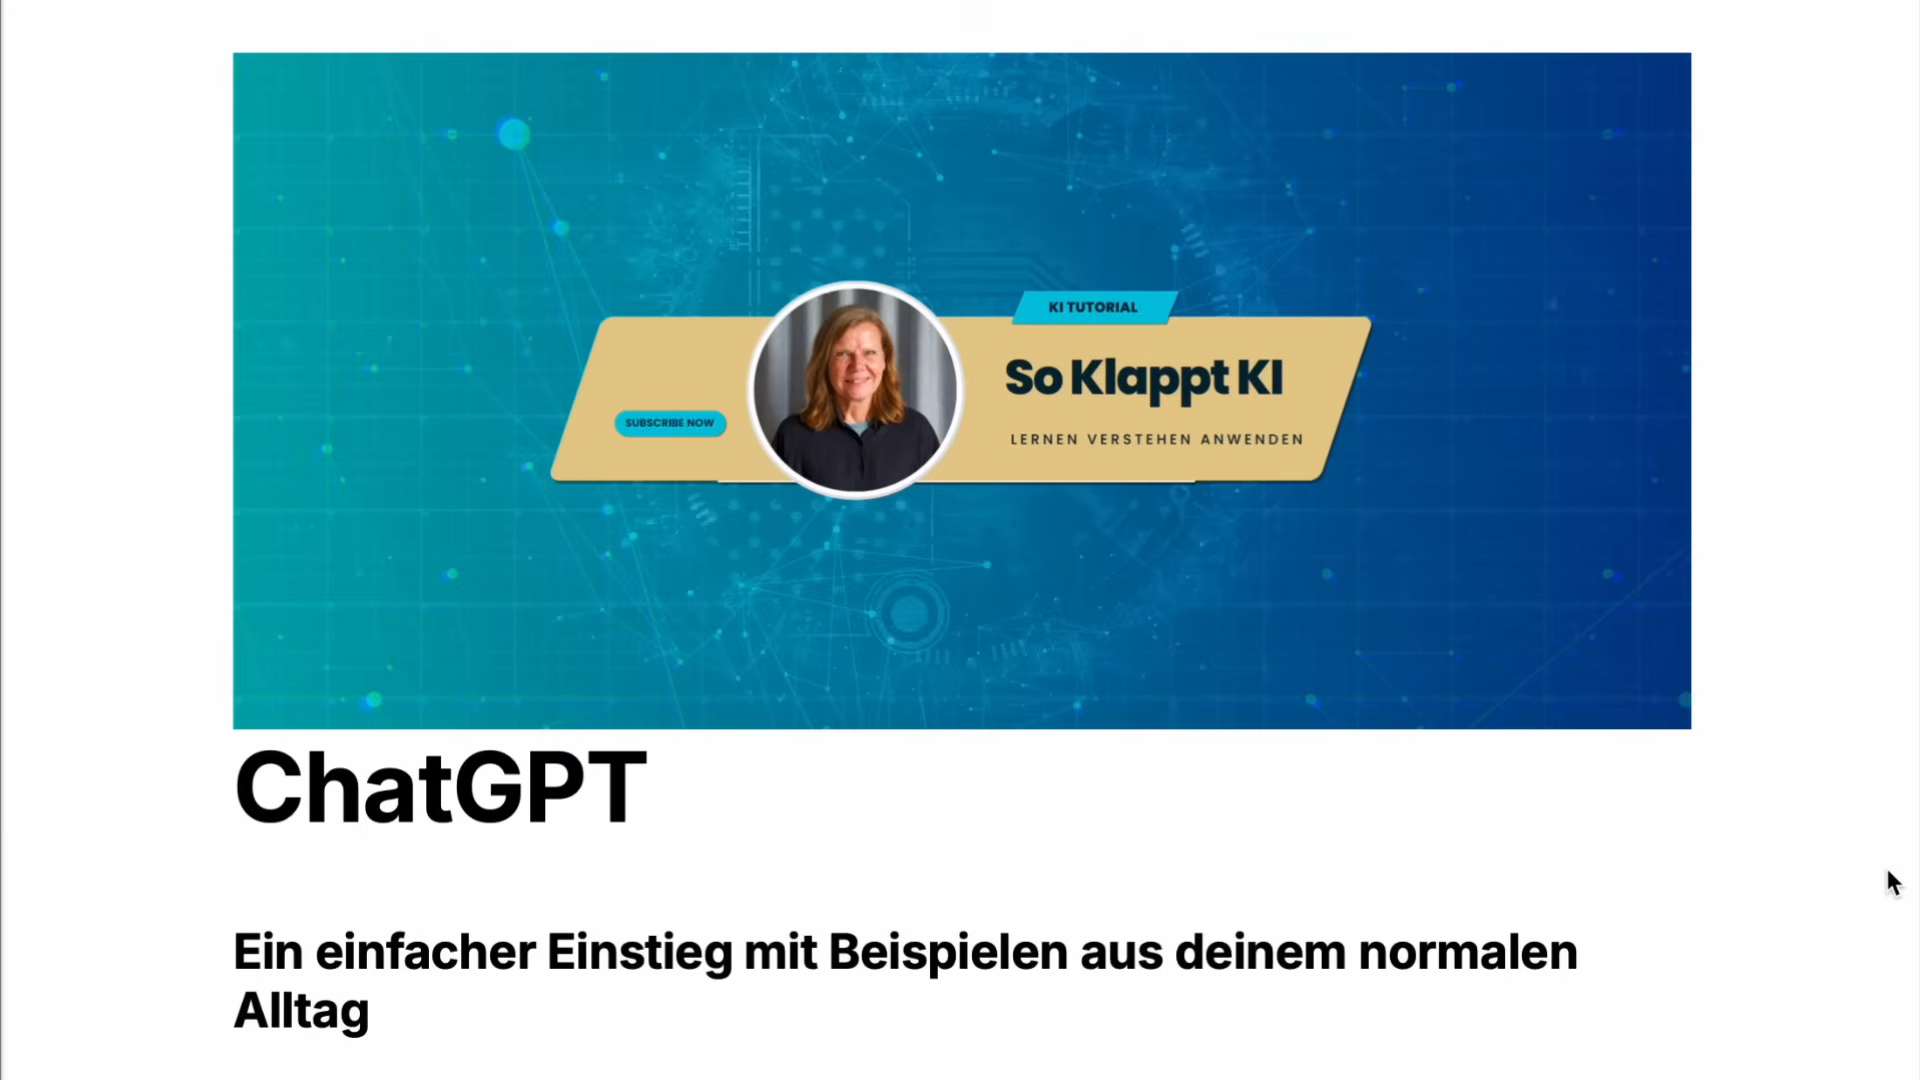 KI TUTORIAL
So Klappt KI
SUBSCRIBE NOW
LERNEN VERSTEHEN ANWENDEN
ChatGPT
Ein einfacher Einstieg mit Beispielen aus deinem normalen
Alltag